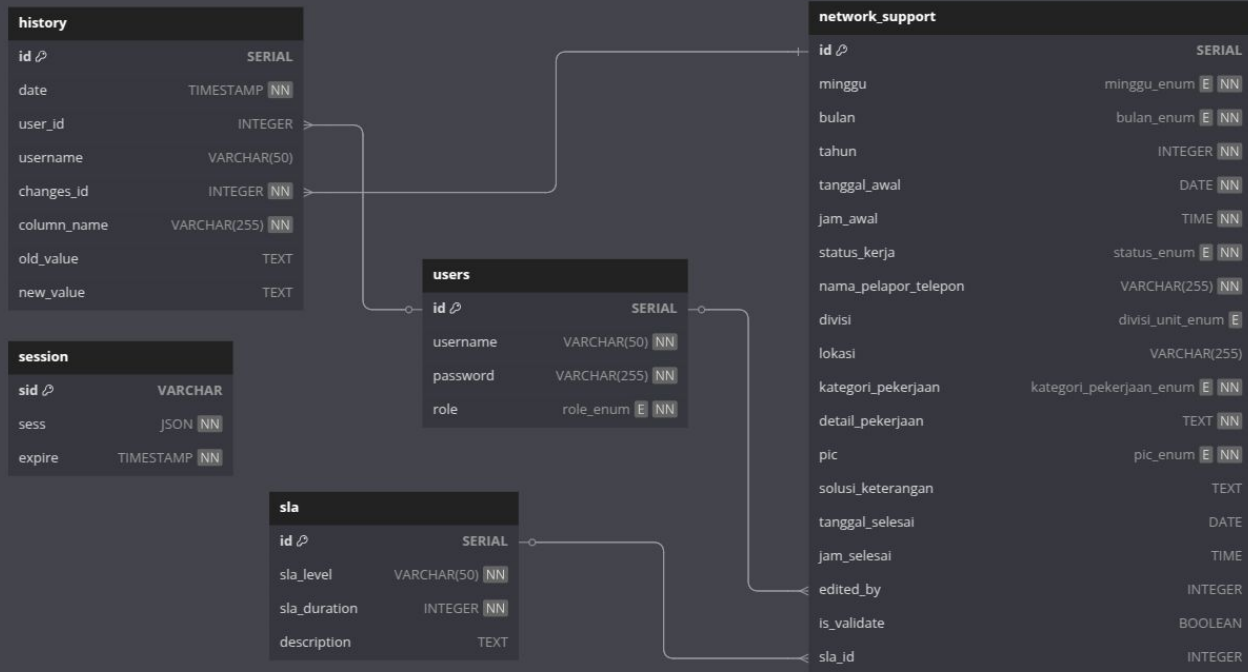 history
id SERIAL
date TIMESTAMP NN
user_id INTEGER
username VARCHAR(50)
changes_id INTEGER NN
column_name VARCHAR(255) NN
old_value TEXT
new_value TEXT
session
sid VARCHAR
sess JSON NN
expire TIMESTAMP NN
users
id SERIAL
username VARCHAR(50) NN
password VARCHAR(255) NN
role role_enum E NN
sla
id SERIAL
sla_level VARCHAR(50) NN
sla_duration INTEGER NN
description TEXT
network_support
id SERIAL
minggu minggu_enum E NN
bulan bulan_enum E NN
tahun INTEGER NN
tanggal_awal DATE NN
jam_awal TIME NN
status_kerja status_enum E NN
nama_pelapor_telepon VARCHAR(255) NN
divisi divisi_unit_enum E
lokasi VARCHAR(255)
kategori_pekerjaan kategori_pekerjaan_enum E NN
detail_pekerjaan TEXT NN
pic pic_enum E NN
solusi_keterangan TEXT
tanggal_selesai DATE
jam_selesai TIME
edited_by INTEGER
is_validate BOOLEAN
sla_id INTEGER